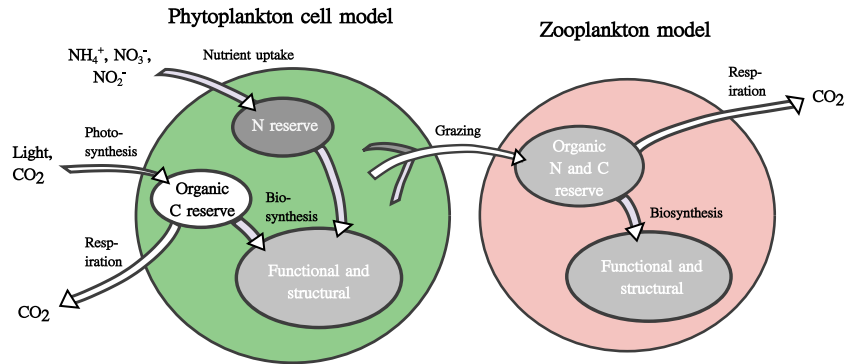 Phytoplankton cell model
Zooplankton model
NH₄⁺, NO₃⁻,
NO₂⁻
Nutrient uptake
N reserve
Photo-
synthesis
Light,
CO2
Organic
C reserve
Bio-
synthesis
Resp-
iration
CO2
Functional and
structural
Grazing
Organic
N and C
reserve
Resp-
iration
CO2
Biosynthesis
Functional and
structural